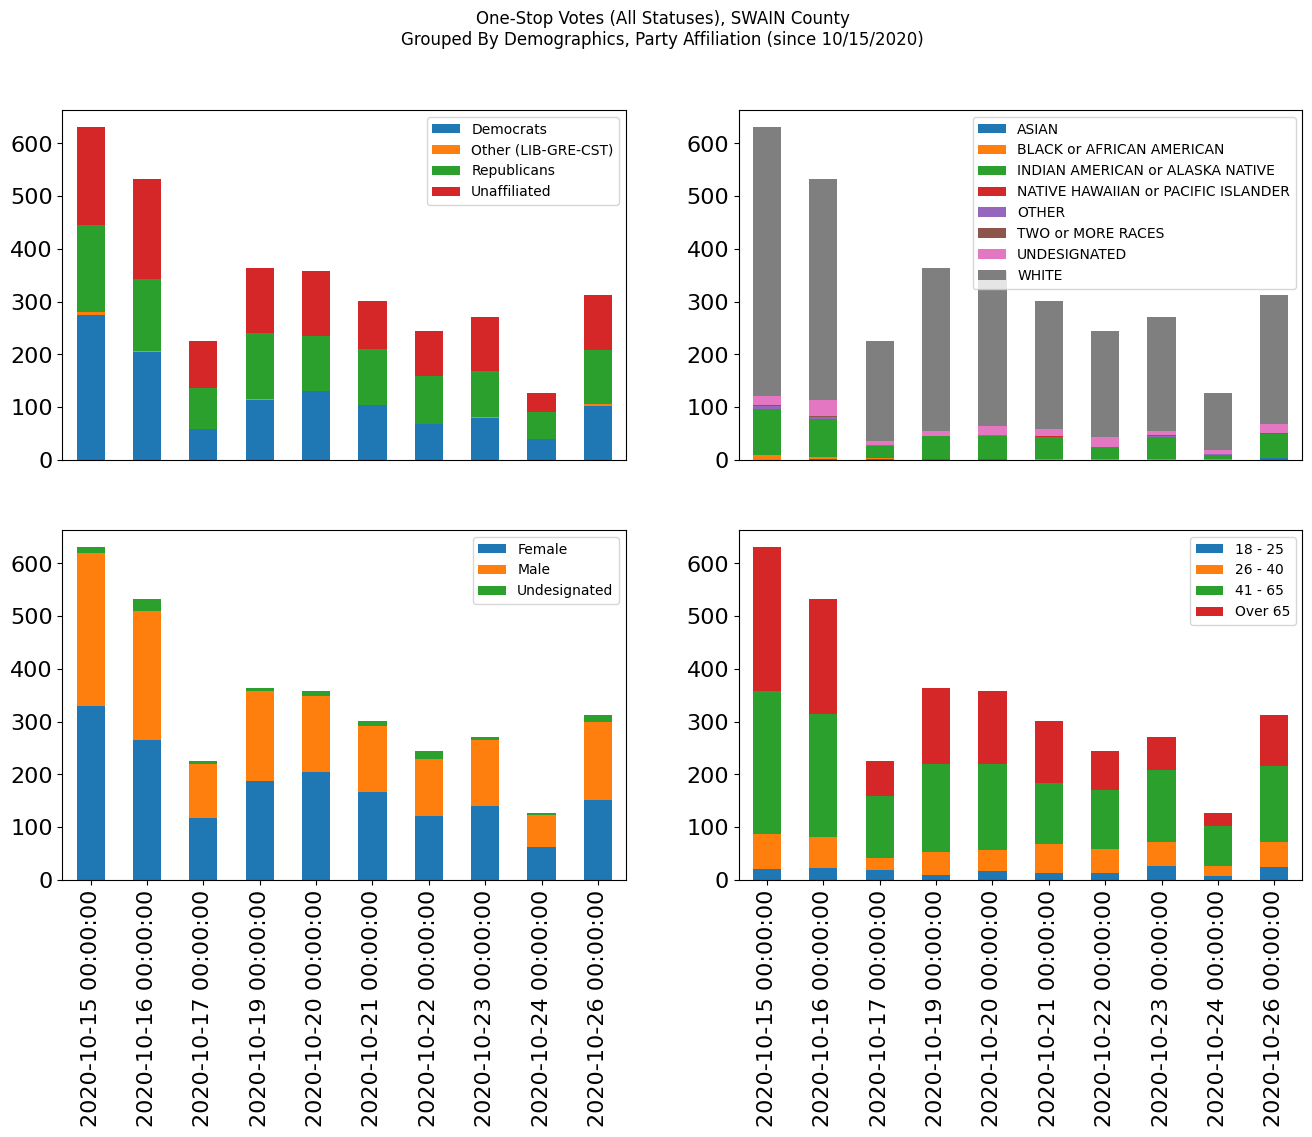 One-Stop Votes (All Statuses), SWAIN County
Grouped By Demographics, Party Affiliation (since 10/15/2020)
600
500
400
300
200
100
0
Democrats
Other (LIB-GRE-CST)
Republicans
Unaffiliated
600
500
400
300
200
100
0
ASIAN
BLACK or AFRICAN AMERICAN
INDIAN AMERICAN or ALASKA NATIVE
NATIVE HAWAIIAN or PACIFIC ISLANDER
OTHER
TWO or MORE RACES
UNDESIGNATED
WHITE
600
500
400
300
200
100
0
Female
Male
Undesignated
2020-10-15 00:00:00
2020-10-16 00:00:00
2020-10-17 00:00:00
2020-10-19 00:00:00
2020-10-20 00:00:00
2020-10-21 00:00:00
2020-10-22 00:00:00
2020-10-23 00:00:00
2020-10-24 00:00:00
2020-10-26 00:00:00
600
500
400
300
200
100
0
18 - 25
26 - 40
41 - 65
Over 65
2020-10-15 00:00:00
2020-10-16 00:00:00
2020-10-17 00:00:00
2020-10-19 00:00:00
2020-10-20 00:00:00
2020-10-21 00:00:00
2020-10-22 00:00:00
2020-10-23 00:00:00
2020-10-24 00:00:00
2020-10-26 00:00:00